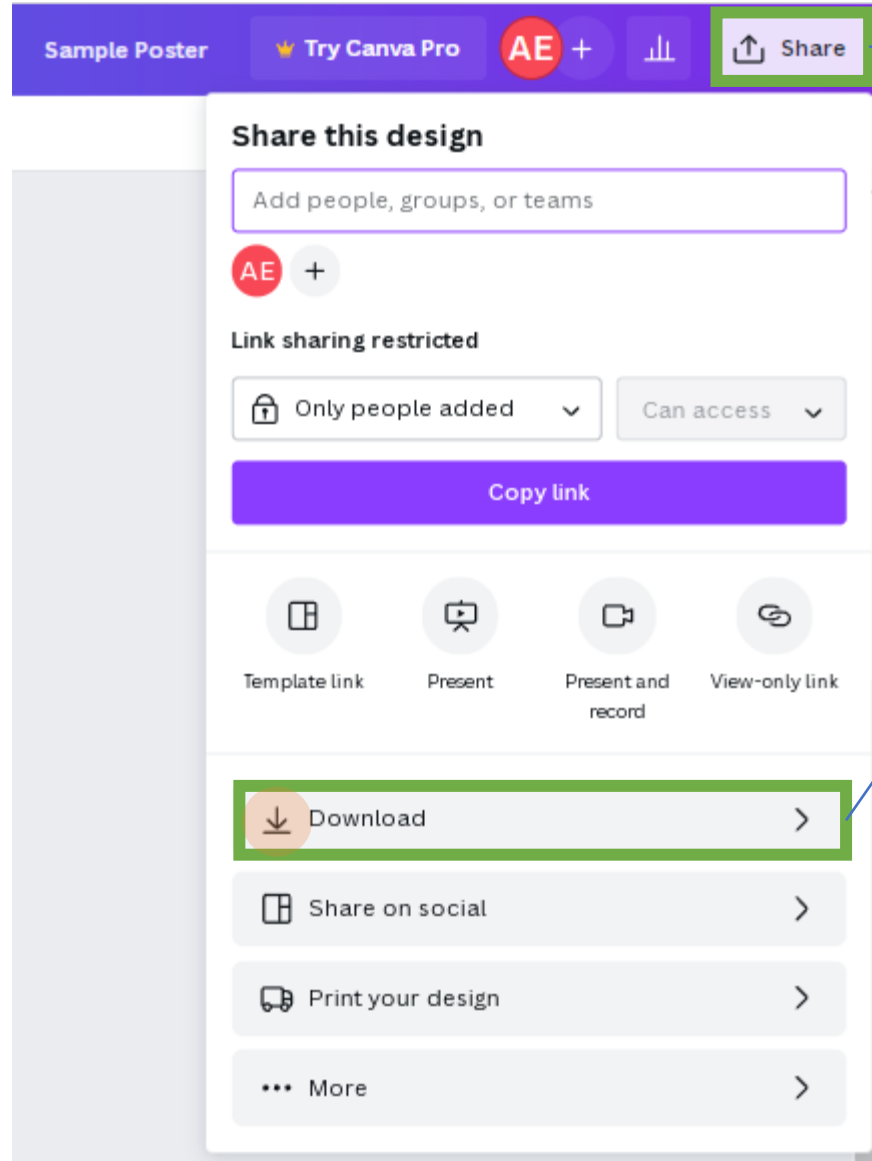 Sample Poster
Try Canva Pro
AE +
Share
Share this design
Add people, groups, or teams
AE +
Link sharing restricted
Only people added
Can access
Copy link
Template link
Present
Present and
record
View-only link
Download
Share on social
Print your design
More